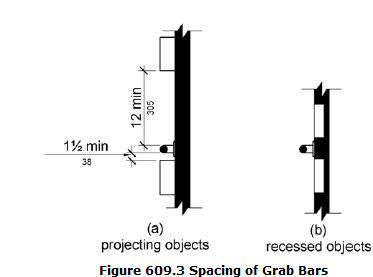 12 min
305
1½ min
38
(a)
projecting objects
(b)
recessed objects
Figure 609.3 Spacing of Grab Bars